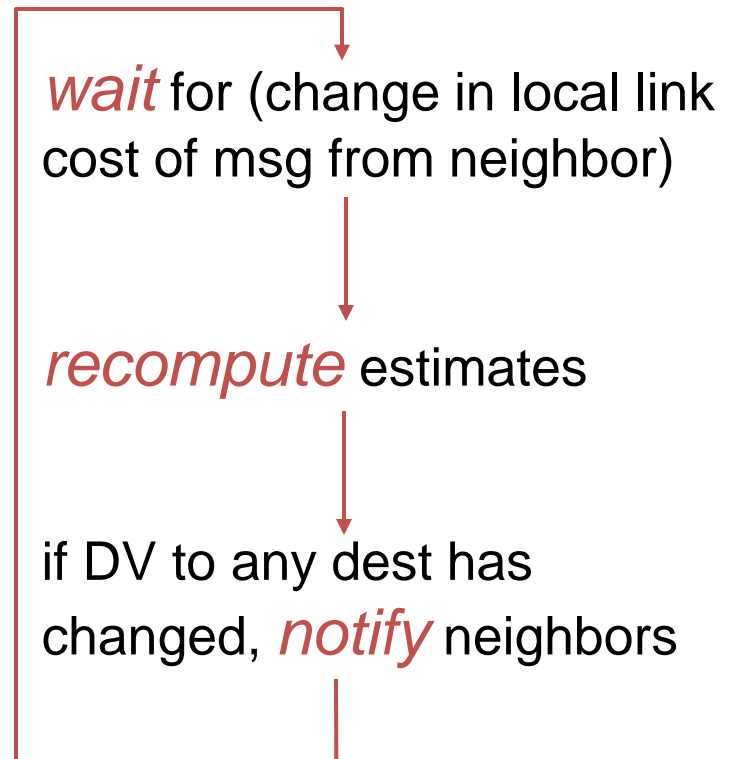 wait for (change in local link
cost of msg from neighbor)
recompute estimates
if DV to any dest has
changed, notify neighbors